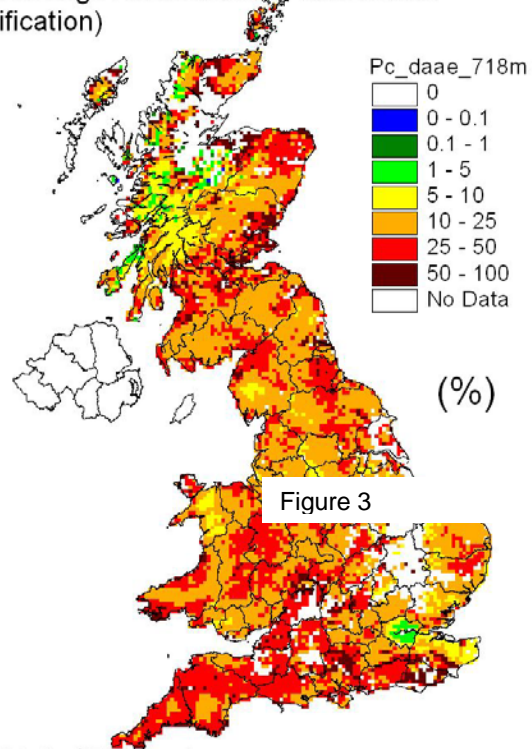 ification)
Pc_daae_718m
0
0 - 0.1
0.1 - 1
1 - 5
5 - 10
10 - 25
25 - 50
50 - 100
No Data
(%)
Figure 3